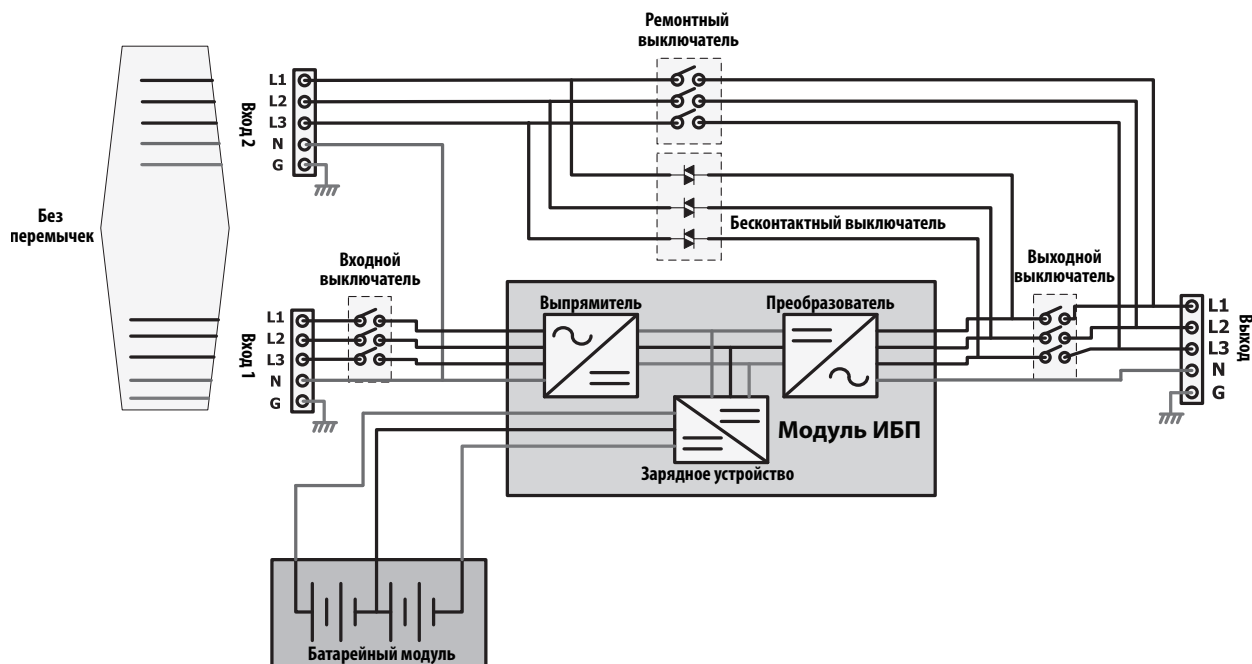 Ремонтный
выключатель
L1
L2
L3
N
G
Вход 2
Без
перемычек
Бесконтактный выключатель
Входной
выключатель
Выходной
выключатель
Выпрямитель
Преобразователь
L1
L2
L3
N
G
Вход 1
L1
L2
L3
N
G
Выход
Модуль ИБП
Зарядное устройство
Батарейный модуль